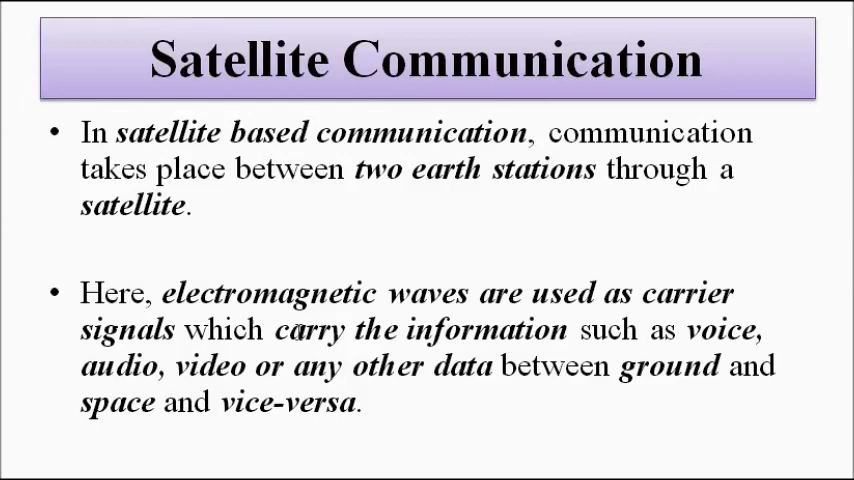 Satellite Communication
• In satellite based communication, communication
takes place between two earth stations through a
satellite.
• Here, electromagnetic waves are used as carrier
signals which carry the information such as voice,
audio, video or any other data between ground and
space and vice-versa.